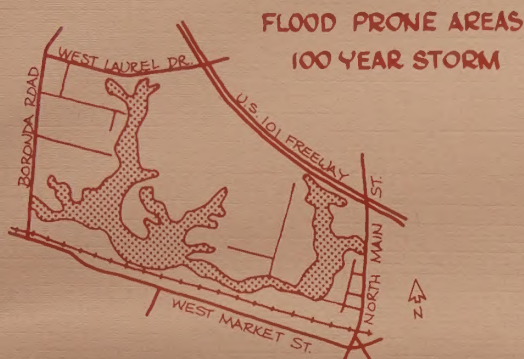 FLOOD PRONE AREAS
100 YEAR STORM
WEST LAUREL DR.
BORONDA ROAD
U.S. 101 FREEWAY
NORTH MAIN ST.
WEST MARKET ST.
N